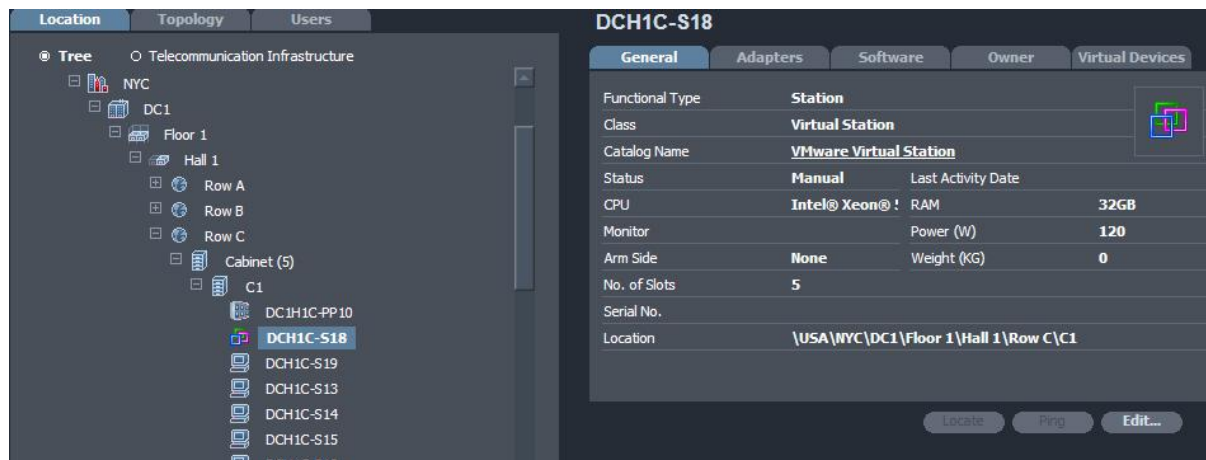 Location Topology Users
Tree Telecommunication Infrastructure
NYC
DC1
Floor 1
Hall 1
Row A
Row B
Row C
Cabinet (5)
C1
DC1H1C-PP10
DCH1C-S18
DCH1C-S19
DCH1C-S13
DCH1C-S14
DCH1C-S15
DCH1C-S18
General Adapters Software Owner Virtual Devices
Functional Type Station
Class Virtual Station
Catalog Name VMware Virtual Station
Status Manual Last Activity Date
CPU Intel® Xeon® RAM 32GB
Monitor Power (W) 120
Arm Side None Weight (KG) 0
No. of Slots 5
Serial No.
Location \USA\NYC\DC1\Floor 1\Hall 1\Row C\C1
Locate Ping Edit...